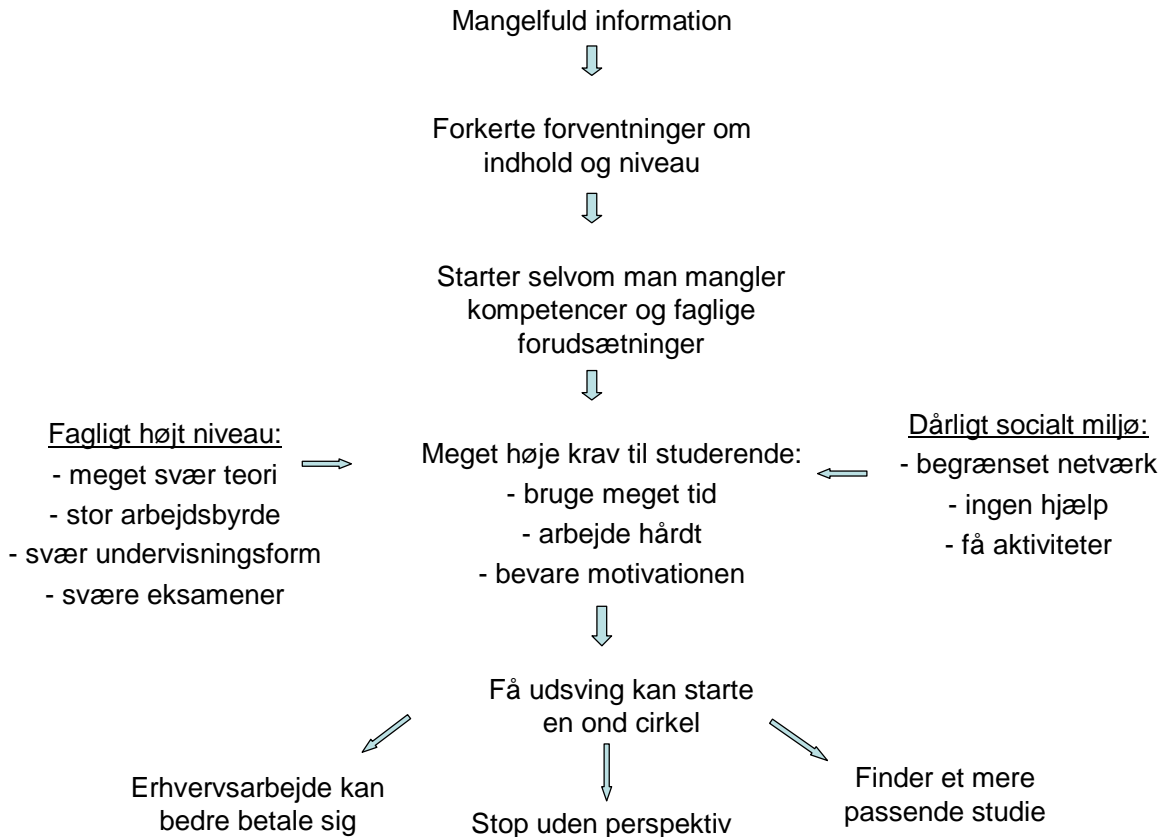 Mangelfuld information
Forkerte forventninger om
indhold og niveau
Starter selvom man mangler
kompetencer og faglige
forudsætninger
Fagligt højt niveau:
- meget svær teori
- stor arbejdsbyrde
- svær undervisningsform
- svære eksamener
Meget høje krav til studerende:
- bruge meget tid
- arbejde hårdt
- bevare motivationen
Dårligt socialt miljø:
- begrænset netværk
- ingen hjælp
- få aktiviteter
Få udsving kan starte
en ond cirkel
Erhvervsarbejde kan
bedre betale sig
Stop uden perspektiv
Finder et mere
passende studie